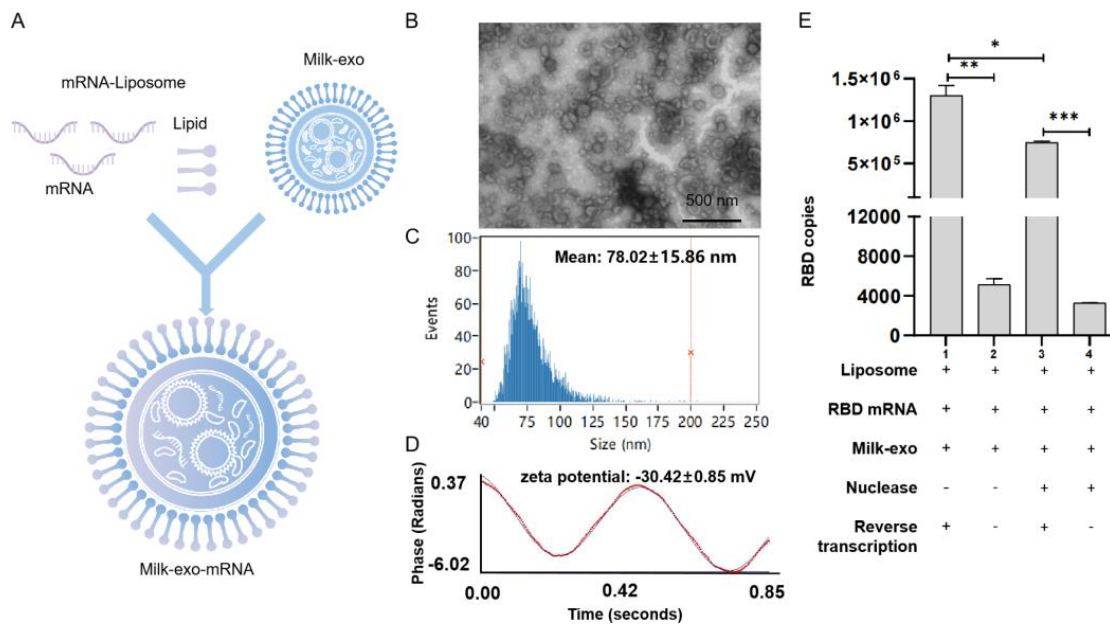 A
mRNA-Liposome
Lipid
mRNA
Milk-exo
Milk-exo-mRNA
B
500 nm
C
Mean: 78.02±15.86 nm
Events
100
80
60
40
20
0
40
75
100
125
150
175
200
225
250
Size (nm)
D
zeta potential: -30.42±0.85 mV
Phase (Radians)
0.37
-6.02
0.00
0.42
0.85
Time (seconds)
E
*
**
***
RBD copies
1.5×10⁶
1×10⁶
5×10⁵
12000
8000
4000
0
1 2 3 4
Liposome + + + +
RBD mRNA + + + +
Milk-exo + + + +
Nuclease - - + +
Reverse
transcription + - + -